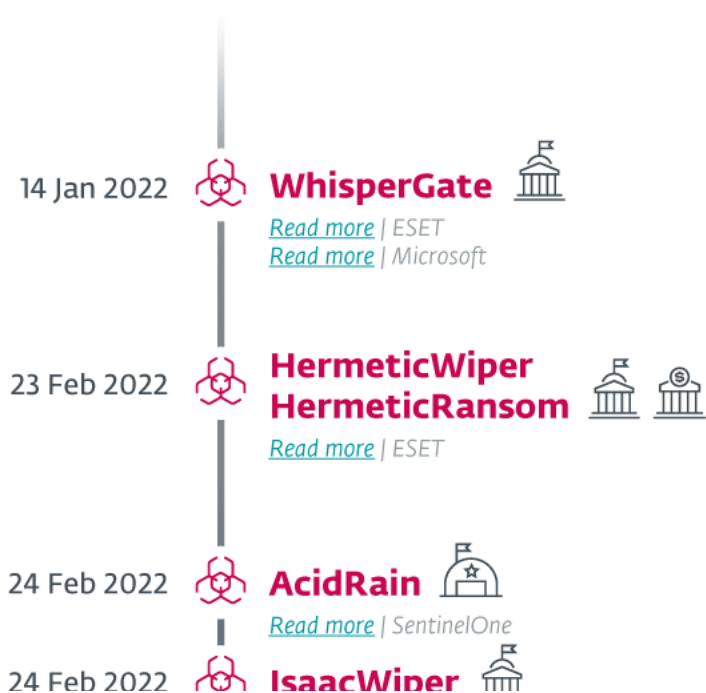 14 Jan 2022
WhisperGate
Read more | ESET
Read more | Microsoft
23 Feb 2022
HermeticWiper
HermeticRansom
Read more | ESET
24 Feb 2022
AcidRain
Read more | SentinelOne
24 Feb 2022
IsaacWiper